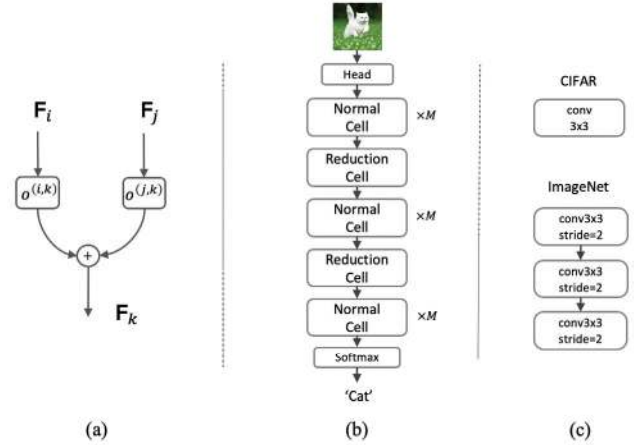 F_i
F_j
o^(i,k)
o^(j,k)
+
F_k
(a)
Head
Normal
Cell
×M
Reduction
Cell
Normal
Cell
×M
Reduction
Cell
Normal
Cell
×M
Softmax
'Cat'
(b)
CIFAR
conv
3x3
ImageNet
conv3x3
stride=2
conv3x3
stride=2
conv3x3
stride=2
(c)